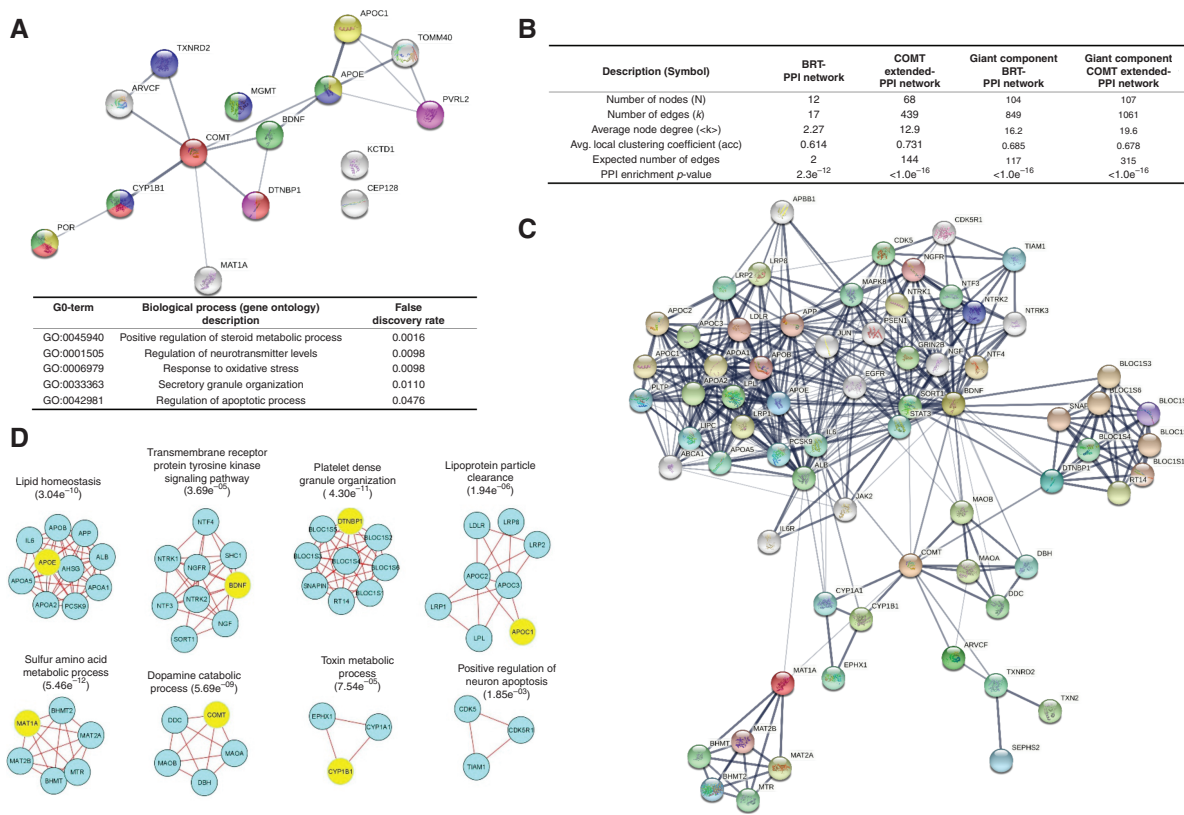 A
APOC1
TOMM40
TXNRD2
APOE
ARVCF
MGMT
PVRL2
BDNF
COMT
KCTD1
CYP1B1
DTNBP1
CEP128
POR
MAT1A
G0-term Biological process (gene ontology) description False discovery rate
GO:0045940 Positive regulation of steroid metabolic process 0.0016
GO:0001505 Regulation of neurotransmitter levels 0.0098
GO:0006979 Response to oxidative stress 0.0098
GO:0033363 Secretory granule organization 0.0110
GO:0042981 Regulation of apoptotic process 0.0476
B
Description (Symbol) BRT-PPI network COMT extended-PPI network Giant component BRT-PPI network Giant component COMT extended-PPI network
Number of nodes (N) 12 68 104 107
Number of edges (k) 17 439 849 1061
Average node degree (<k>) 2.27 12.9 16.2 19.6
Avg. local clustering coefficient (acc) 0.614 0.731 0.685 0.678
Expected number of edges 2 144 117 315
PPI enrichment p-value 2.3e−12 <1.0e−16 <1.0e−16 <1.0e−16
C
APBB1
CDK5R1
CDK5
TIAM1
LRP8
NGFR
LRP2
MAPK8
NTF3
NTRK1
NTRK2
APOC2
APOC3
LDLR
APP
PSEN1
NTRK3
JUN
GRIN2B
APOC1
APOA1
APOB
NGF
NTF4
BLOC1S3
EGFR
BLOC1S6
PLTP
APOA2
LPL
APOE
SORT1
BDNF
LRP1
STAT3
LIPC
PCSK9
IL6
BLOC1S4
ABCA1
APOA5
ALB
DTNBP1
BLOC1S1
RT14
JAK2
MAOB
IL6R
COMT
MAOA
DBH
CYP1A1
CYP1B1
DDC
ARVCF
MAT1A
EPHX1
TXNRD2
TXN2
MAT2B
BHMT
MAT2A
SEPHS2
BHMT2
MTR
D
Lipid homeostasis
(3.04e−10)
APOB
APP
IL6
ALB
APOE
AHSG
APOA5
APOA1
APOA2
PCSK9
Transmembrane receptor
protein tyrosine kinase
signaling pathway
(3.69e−05)
NTF4
NTRK1
SHC1
NGFR
BDNF
NTF3
NTRK2
NGF
SORT1
Platelet dense
granule organization
( 4.30e−11)
DTNBP1
BLOC1S5
BLOC1S2
BLOC1S3
BLOC1S4
BLOC1S6
SNAPIN
RT14
BLOC1S1
Lipoprotein particle
clearance
(1.94e−06)
LDLR
LRP8
LRP2
APOC2
APOC3
LRP1
LPL
APOC1
Sulfur amino acid
metabolic process
(5.46e−12)
MAT1A
BHMT2
MAT2A
MAT2B
BHMT
MTR
Dopamine catabolic
process (5.69e−09)
DDC
COMT
MAOB
MAOA
DBH
Toxin metabolic
process
(7.54e−05)
EPHX1
CYP1A1
CYP1B1
Positive regulation of
neuron apoptosis
(1.85e−03)
CDK5
CDK5R1
TIAM1